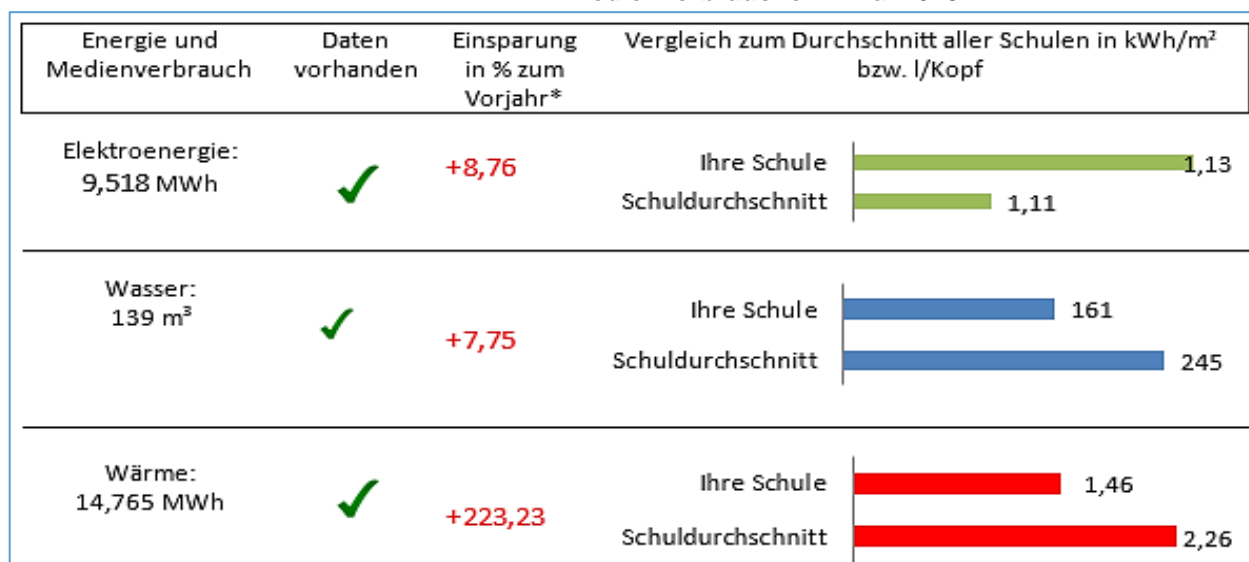 Energie und
Medienverbrauch
Daten
vorhanden
Einsparung
in % zum
Vorjahr*
Vergleich zum Durchschnitt aller Schulen in kWh/m²
bzw. l/Kopf
Elektroenergie:
9,518 MWh
+8,76
Ihre Schule
1,13
Schuldurchschnitt
1,11
Wasser:
139 m³
+7,75
Ihre Schule
161
Schuldurchschnitt
245
Wärme:
14,765 MWh
+223,23
Ihre Schule
1,46
Schuldurchschnitt
2,26